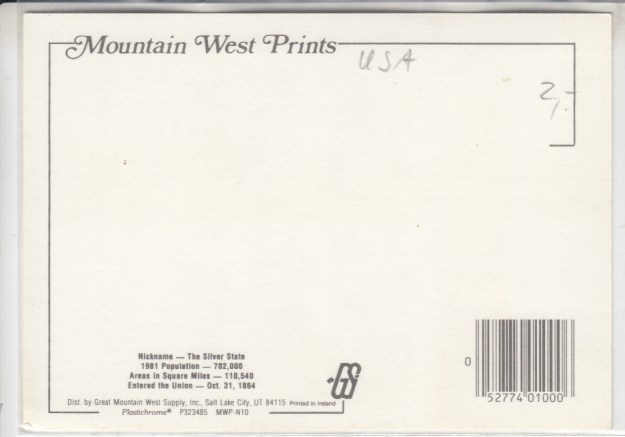 Mountain West Prints
USA
2,-
Nickname — The Silver State
1981 Population — 702,000
Areas in Square Miles — 110,540
Entered the Union — Oct. 31, 1864
GS
Dist. by Great Mountain West Supply, Inc., Salt Lake City, UT 84115 Printed in Ireland
Plastichrome® P323485 MWP-N10
0 52774 01000